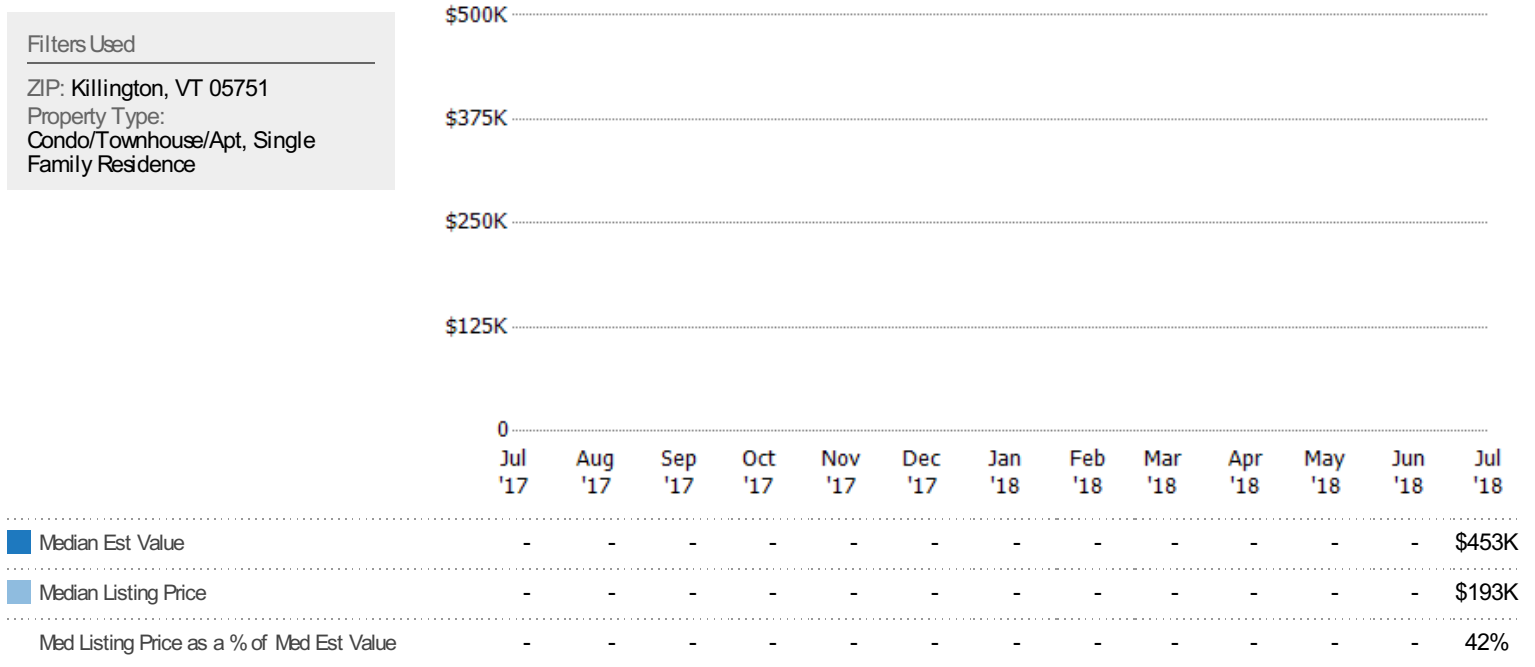 Filters Used
ZIP: Killington, VT 05751
Property Type:
Condo/Townhouse/Apt, Single
Family Residence
$500K
$375K
$250K
$125K
0
Jul Aug Sep Oct Nov Dec Jan Feb Mar Apr May Jun Jul
'17 '17 '17 '17 '17 '17 '18 '18 '18 '18 '18 '18 '18
Median Est Value - - - - - - - - - - - - $453K
Median Listing Price - - - - - - - - - - - - $193K
Med Listing Price as a % of Med Est Value - - - - - - - - - - - - 42%